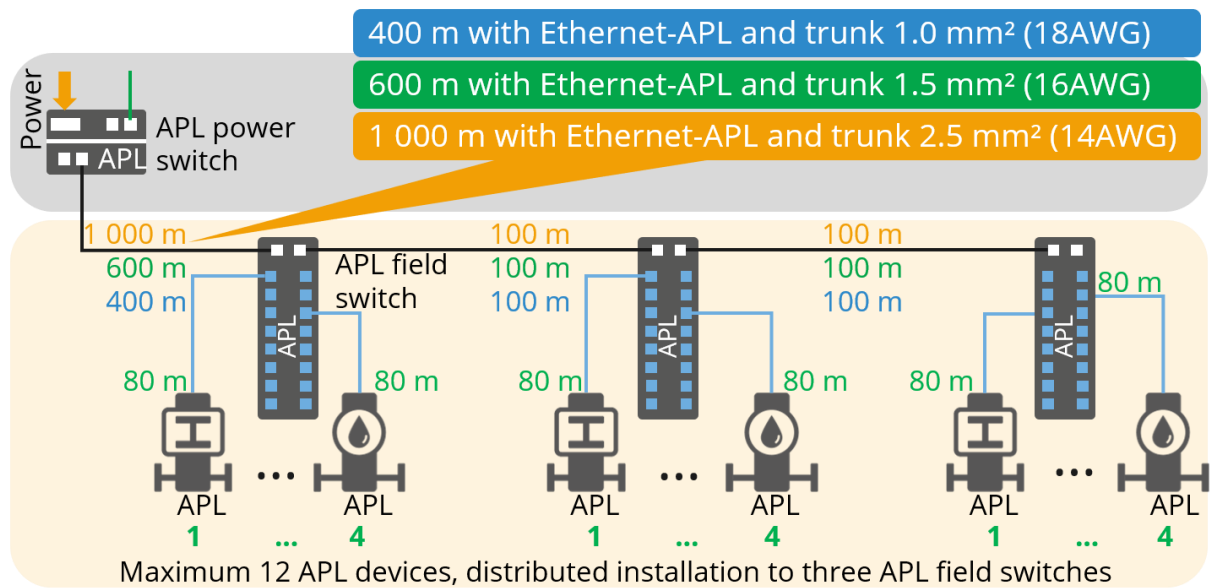 400 m with Ethernet-APL and trunk 1.0 mm² (18AWG)
600 m with Ethernet-APL and trunk 1.5 mm² (16AWG)
1 000 m with Ethernet-APL and trunk 2.5 mm² (14AWG)
Power
APL
APL power
switch
1 000 m
600 m
400 m
APL field
switch
100 m
100 m
100 m
100 m
100 m
100 m
APL
APL
APL
80 m
80 m
80 m
80 m
80 m
80 m
APL
APL
APL
APL
APL
APL
1 ... 4
1 ... 4
1 ... 4
Maximum 12 APL devices, distributed installation to three APL field switches